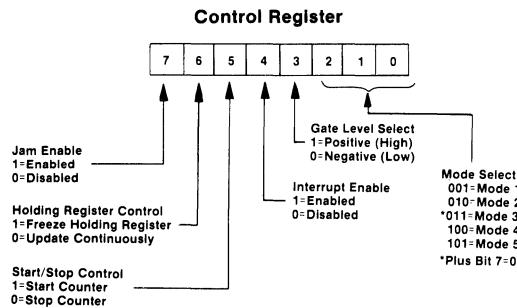 Control Register
7 6 5 4 3 2 1 0
Jam Enable
1=Enabled
0=Disabled
Holding Register Control
1=Freeze Holding Register
0=Update Continuously
Start/Stop Control
1=Start Counter
0=Stop Counter
Gate Level Select
1=Positive (High)
0=Negative (Low)
Interrupt Enable
1=Enabled
0=Disabled
Mode Select
001=Mode 1
010=Mode 2
*011=Mode 3
100=Mode 4
101=Mode 5
*Plus Bit 7=0